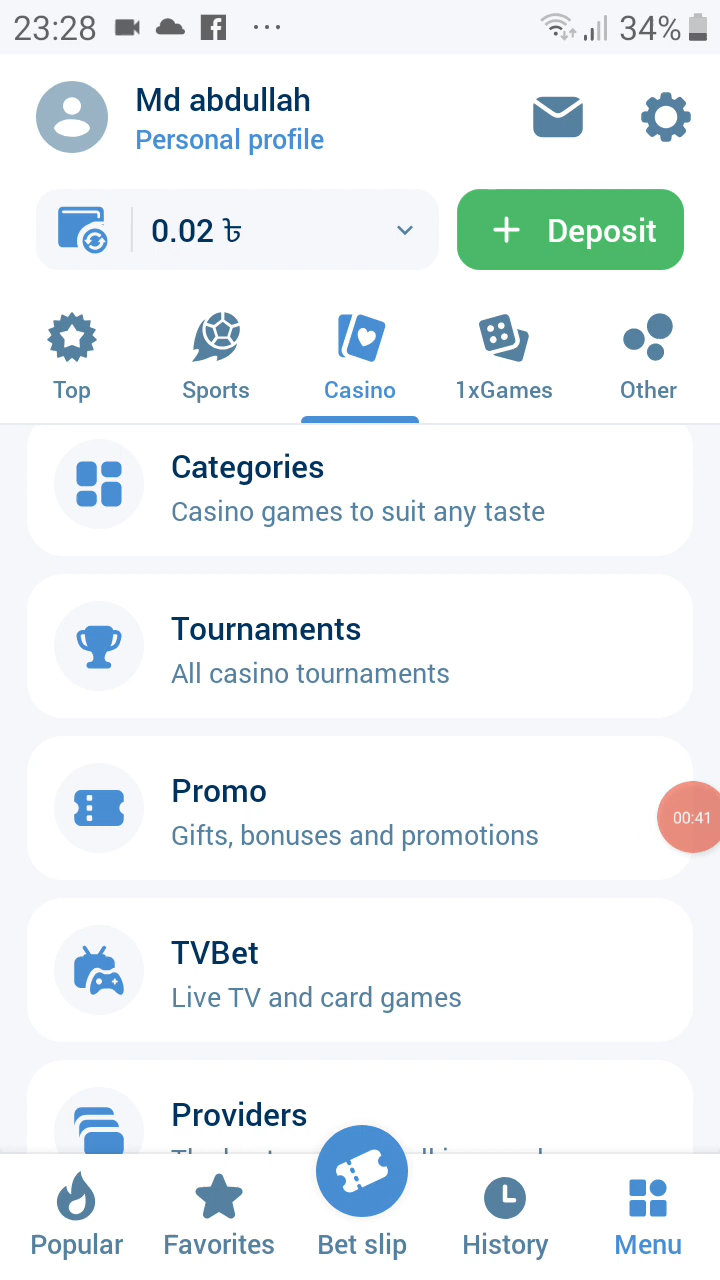 23:28
34%
Md abdullah
Personal profile
0.02 ৳
+ Deposit
Top
Sports
Casino
1xGames
Other
Categories
Casino games to suit any taste
Tournaments
All casino tournaments
Promo
Gifts, bonuses and promotions
00:41
TVBet
Live TV and card games
Providers
Popular
Favorites
Bet slip
History
Menu